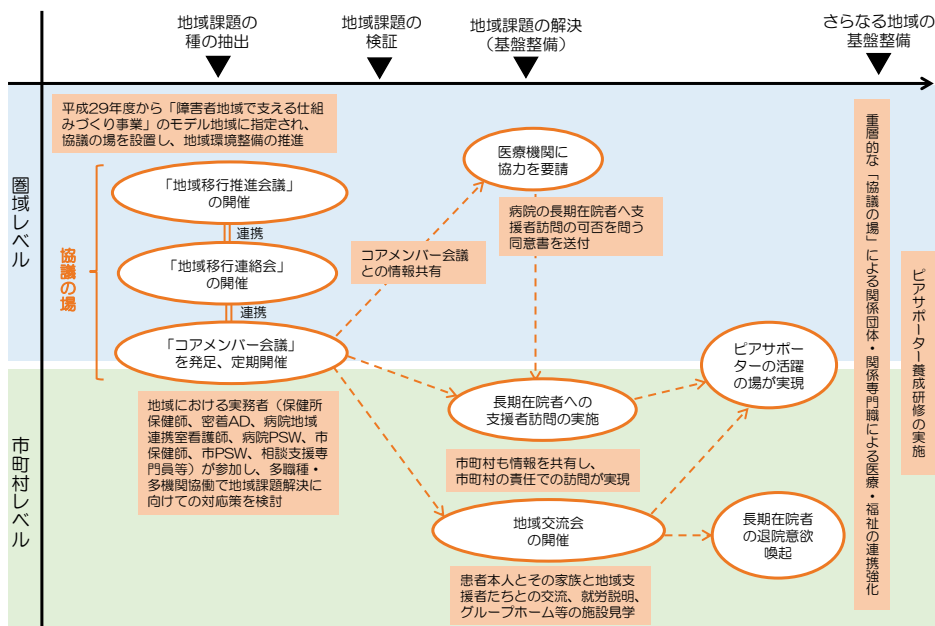 地域課題の
種の抽出
地域課題の
検証
地域課題の解決
（基盤整備）
さらなる地域の
基盤整備
圏域レベル
市町村レベル
平成29年度から「障害者地域で支える仕組
みづくり事業」のモデル地域に指定され、
協議の場を設置し、地域環境整備の推進
協議の場
「地域移行推進会議」
の開催
連携
「地域移行連絡会」
の開催
連携
「コアメンバー会議」
を発足、定期開催
地域における実務者（保健所
保健師、密着AD、病院地域
連携室看護師、病院PSW、市
保健師、市PSW、相談支援専
門員等）が参加し、多職種・
多機関協働で地域課題解決に
向けての対応策を検討
コアメンバー会議
との情報共有
医療機関に
協力を要請
病院の長期在院者へ支
援者訪問の可否を問う
同意書を送付
長期在院者への
支援者訪問の実施
市町村も情報を共有し、
市町村の責任での訪問が実現
地域交流会
の開催
患者本人とその家族と地域支
援者たちとの交流、就労説明、
グループホーム等の施設見学
ピアサポー
ターの活躍
の場が実現
長期在院者
の退院意欲
喚起
重層的な「協議の場」による関係団体・関係専門職による医療・福祉の連携強化
ピアサポーター養成研修の実施